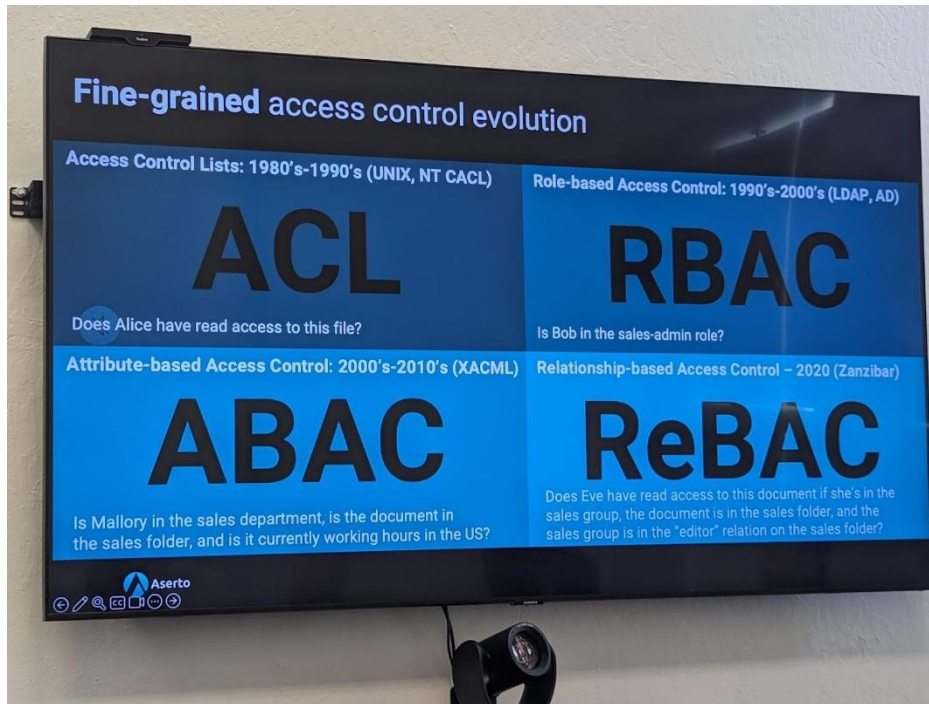 Fine-grained access control evolution
Access Control Lists: 1980's-1990's (UNIX, NT CACL)
ACL
Does Alice have read access to this file?
Role-based Access Control: 1990's-2000's (LDAP, AD)
RBAC
Is Bob in the sales-admin role?
Attribute-based Access Control: 2000's-2010's (XACML)
ABAC
Is Mallory in the sales department, is the document in
the sales folder, and is it currently working hours in the US?
Relationship-based Access Control – 2020 (Zanzibar)
ReBAC
Does Eve have read access to this document if she's in the
sales group, the document is in the sales folder, and the
sales group is in the "editor" relation on the sales folder?
Aserto
CC